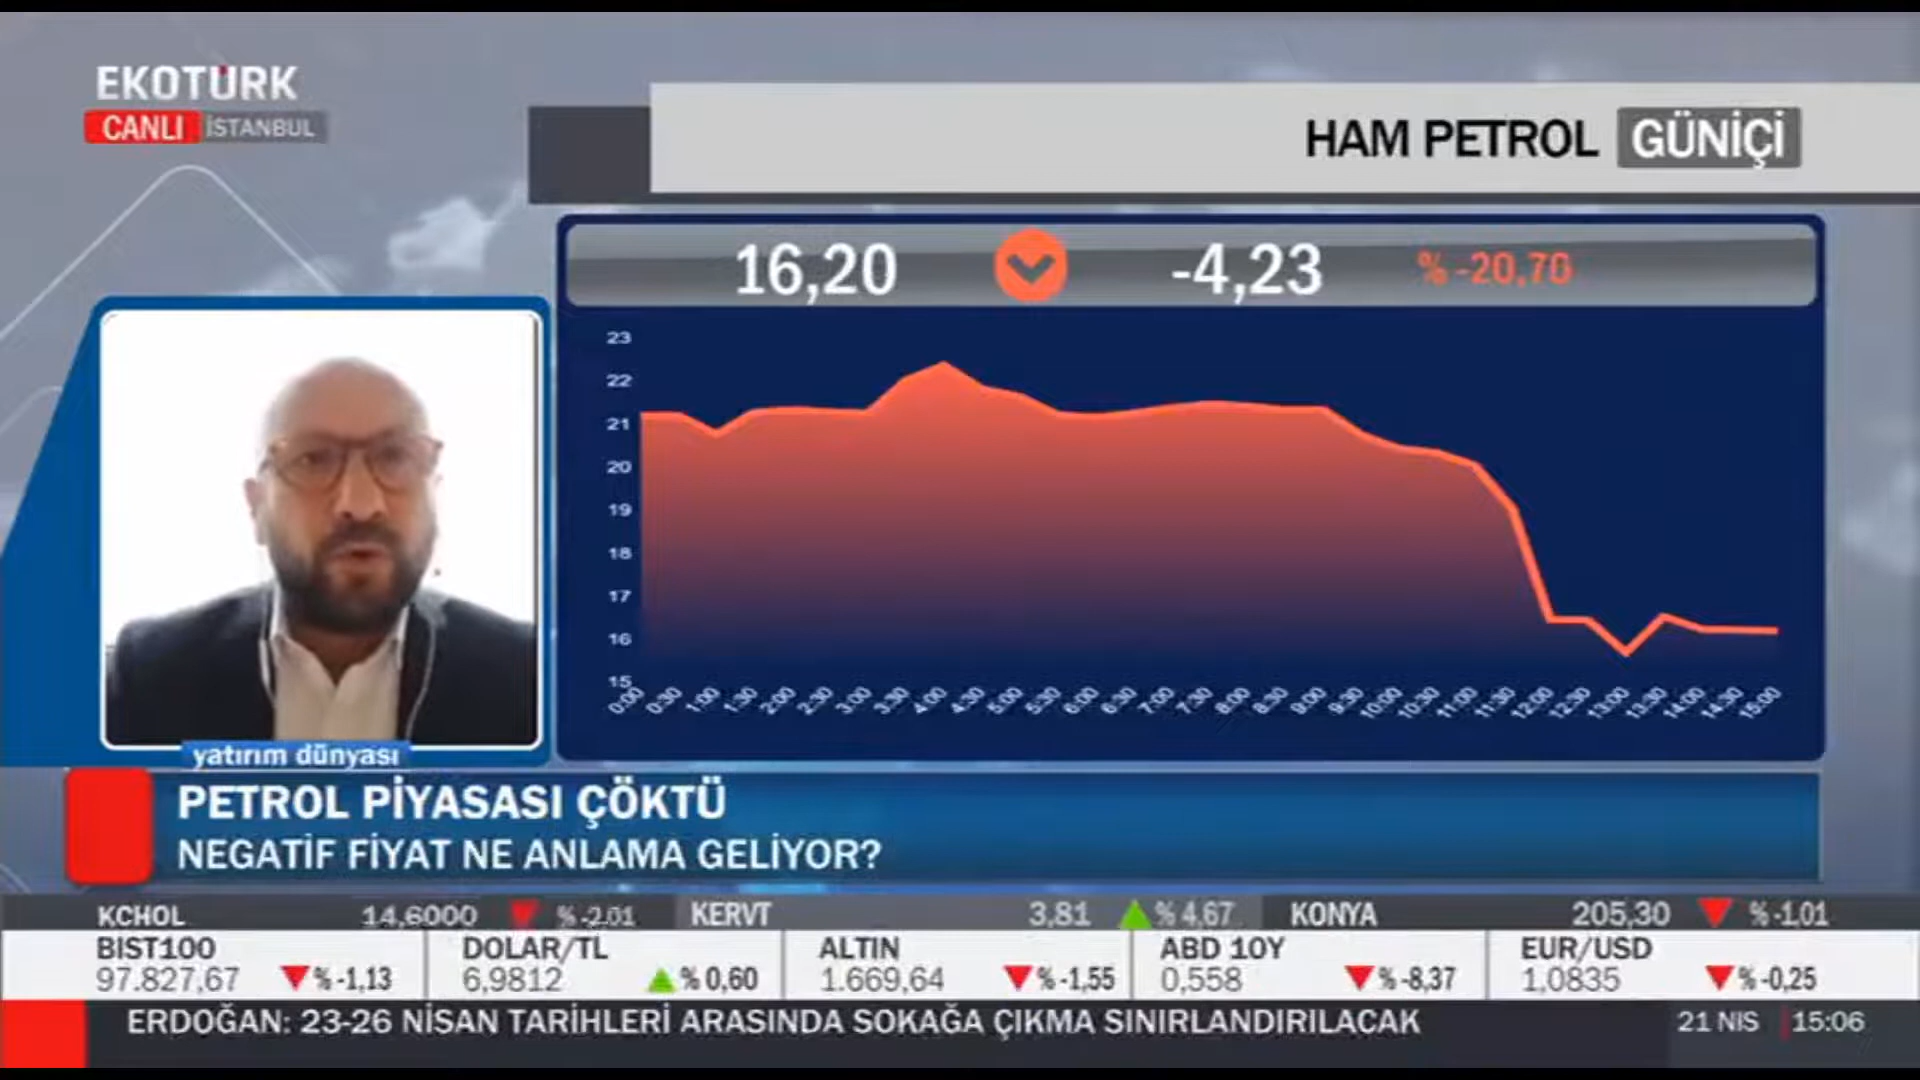 EKOTÜRK
CANLI İSTANBUL
HAM PETROL GÜNİÇİ
16,20 -4,23 % -20,70
23
22
21
20
19
18
17
16
15
0:00 0:30 1:00 1:30 2:00 2:30 3:00 3:30 4:00 4:30 5:00 5:30 6:00 6:30 7:00 7:30 8:00 8:30 9:00 9:30 10:00 10:30 11:00 11:30 12:00 12:30 13:00 13:30 14:00 14:30 15:00
yatırım dünyası
PETROL PİYASASI ÇÖKTÜ
NEGATİF FİYAT NE ANLAMA GELİYOR?
KCHOL 14,6000 % -2,01 KERVT 3,81 % 4,67 KONYA 205,30 % -1,01
BIST100 DOLAR/TL ALTIN ABD 10Y EUR/USD
97.827,67 % -1,13 6,9812 % 0,60 1.669,64 % -1,55 0,558 % -8,37 1,0835 % -0,25
ERDOĞAN: 23-26 NİSAN TARİHLERİ ARASINDA SOKAĞA ÇIKMA SINIRLANDIRILACAK 21 NIS 15:06